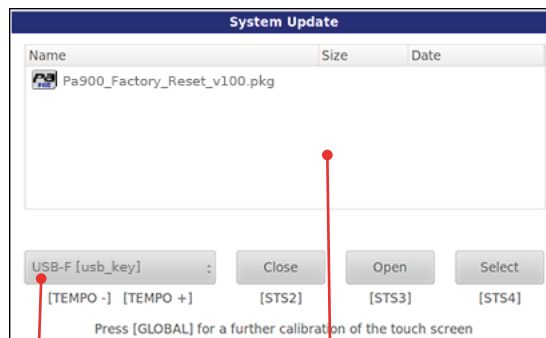 System Update
Name Size Date
Pa900_Factory_Reset_v100.pkg
USB-F [usb_key] :
Close
Open
Select
[TEMPO -] [TEMPO +] [STS2] [STS3] [STS4]
Press [GLOBAL] for a further calibration of the touch screen